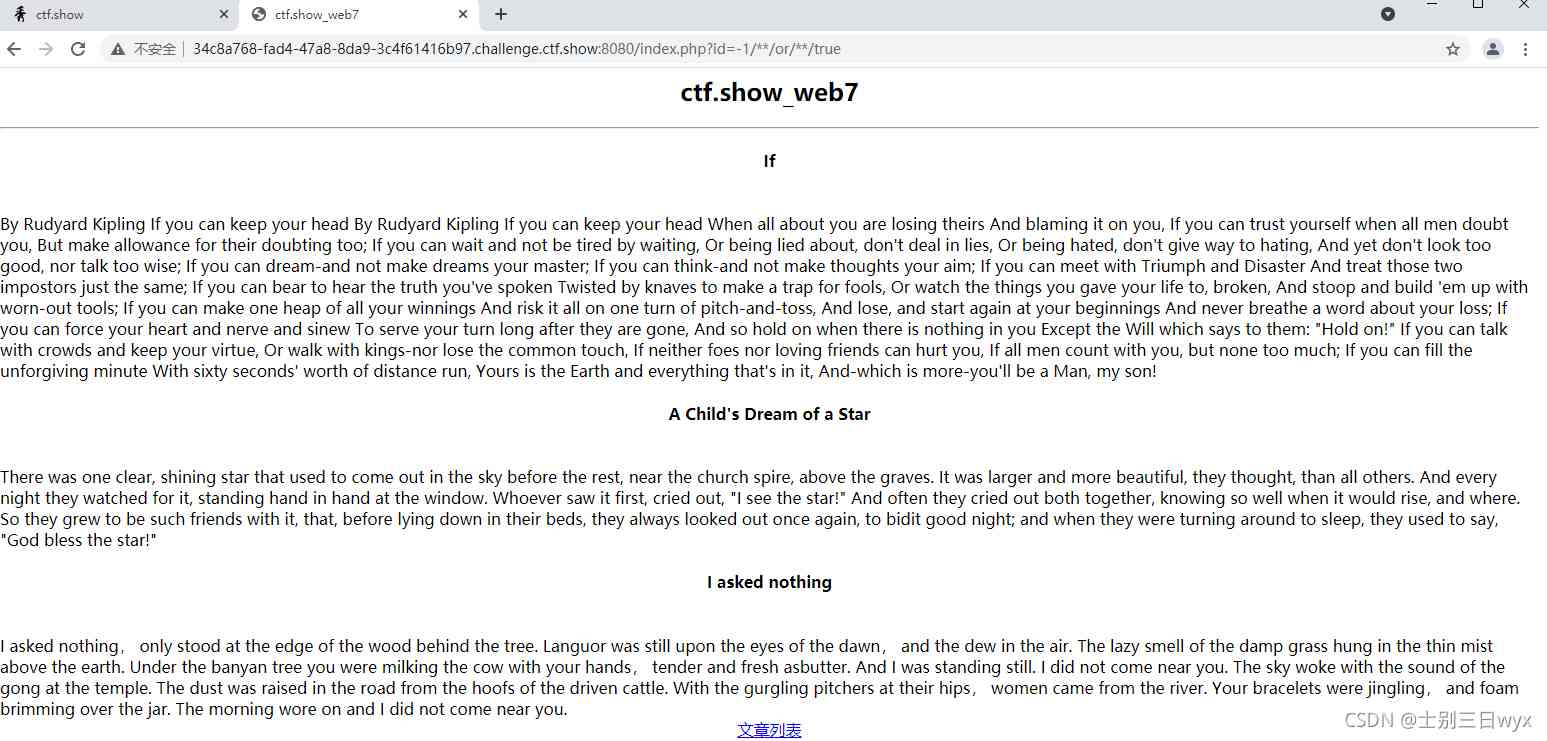 ctf.show
ctf.show_web7
不安全 34c8a768-fad4-47a8-8da9-3c4f61416b97.challenge.ctf.show:8080/index.php?id=-1/**/or/**/true
ctf.show_web7
If
By Rudyard Kipling If you can keep your head By Rudyard Kipling If you can keep your head When all about you are losing theirs And blaming it on you, If you can trust yourself when all men doubt
you, But make allowance for their doubting too; If you can wait and not be tired by waiting, Or being lied about, don't deal in lies, Or being hated, don't give way to hating, And yet don't look too
good, nor talk too wise; If you can dream-and not make dreams your master; If you can think-and not make thoughts your aim; If you can meet with Triumph and Disaster And treat those two
impostors just the same; If you can bear to hear the truth you've spoken Twisted by knaves to make a trap for fools, Or watch the things you gave your life to, broken, And stoop and build 'em up with
worn-out tools; If you can make one heap of all your winnings And risk it all on one turn of pitch-and-toss, And lose, and start again at your beginnings And never breathe a word about your loss; If
you can force your heart and nerve and sinew To serve your turn long after they are gone, And so hold on when there is nothing in you Except the Will which says to them: "Hold on!" If you can talk
with crowds and keep your virtue, Or walk with kings-nor lose the common touch, If neither foes nor loving friends can hurt you, If all men count with you, but none too much; If you can fill the
unforgiving minute With sixty seconds' worth of distance run, Yours is the Earth and everything that's in it, And-which is more-you'll be a Man, my son!
A Child's Dream of a Star
There was one clear, shining star that used to come out in the sky before the rest, near the church spire, above the graves. It was larger and more beautiful, they thought, than all others. And every
night they watched for it, standing hand in hand at the window. Whoever saw it first, cried out, "I see the star!" And often they cried out both together, knowing so well when it would rise, and where.
So they grew to be such friends with it, that, before lying down in their beds, they always looked out once again, to bidit good night; and when they were turning around to sleep, they used to say,
"God bless the star!"
I asked nothing
I asked nothing， only stood at the edge of the wood behind the tree. Languor was still upon the eyes of the dawn，and the dew in the air. The lazy smell of the damp grass hung in the thin mist
above the earth. Under the banyan tree you were milking the cow with your hands，tender and fresh asbutter. And I was standing still. I did not come near you. The sky woke with the sound of the
gong at the temple. The dust was raised in the road from the hoofs of the driven cattle. With the gurgling pitchers at their hips， women came from the river. Your bracelets were jingling， and foam
brimming over the jar. The morning wore on and I did not come near you.
文章列表
CSDN @士别三日wyx